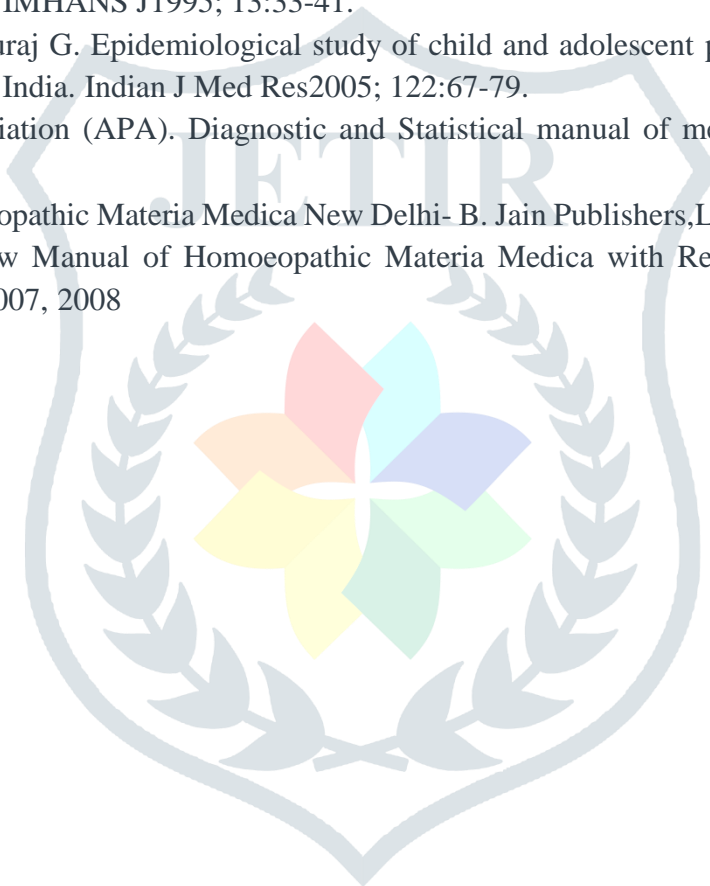 IMHANS J1995; 13:33-41.
uraj G. Epidemiological study of child and adolescent p
India. Indian J Med Res2005; 122:67-79.
iation (APA). Diagnostic and Statistical manual of me
opathic Materia Medica New Delhi- B. Jain Publishers,L
w Manual of Homoeopathic Materia Medica with Re
007, 2008
JETIR